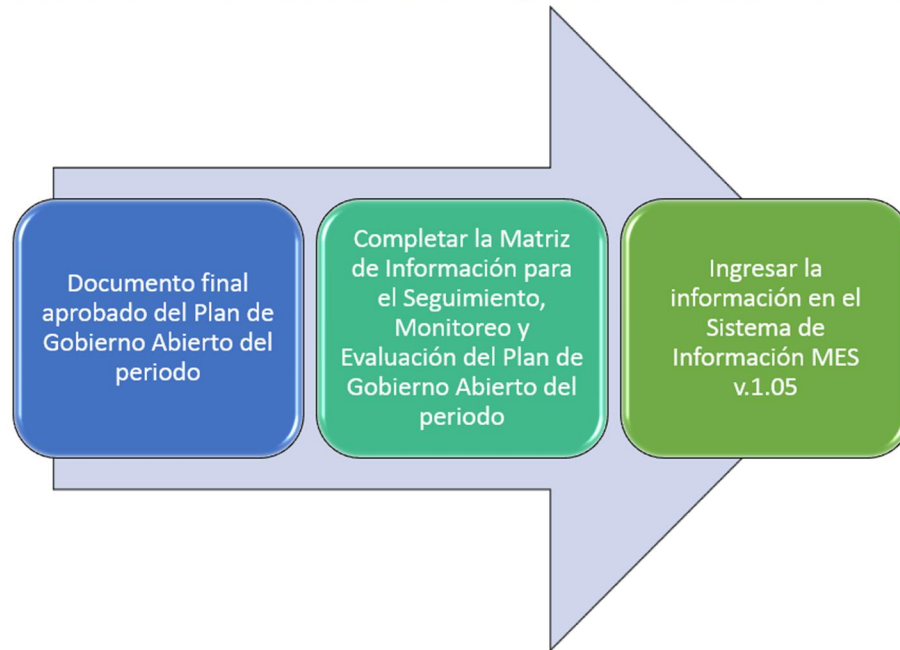 Documento final
aprobado del Plan de
Gobierno Abierto del
periodo
Completar la Matriz
de Información para
el Seguimiento,
Monitoreo y
Evaluación del Plan de
Gobierno Abierto del
periodo
Ingresar la
información en el
Sistema de
Información MES
v.1.05